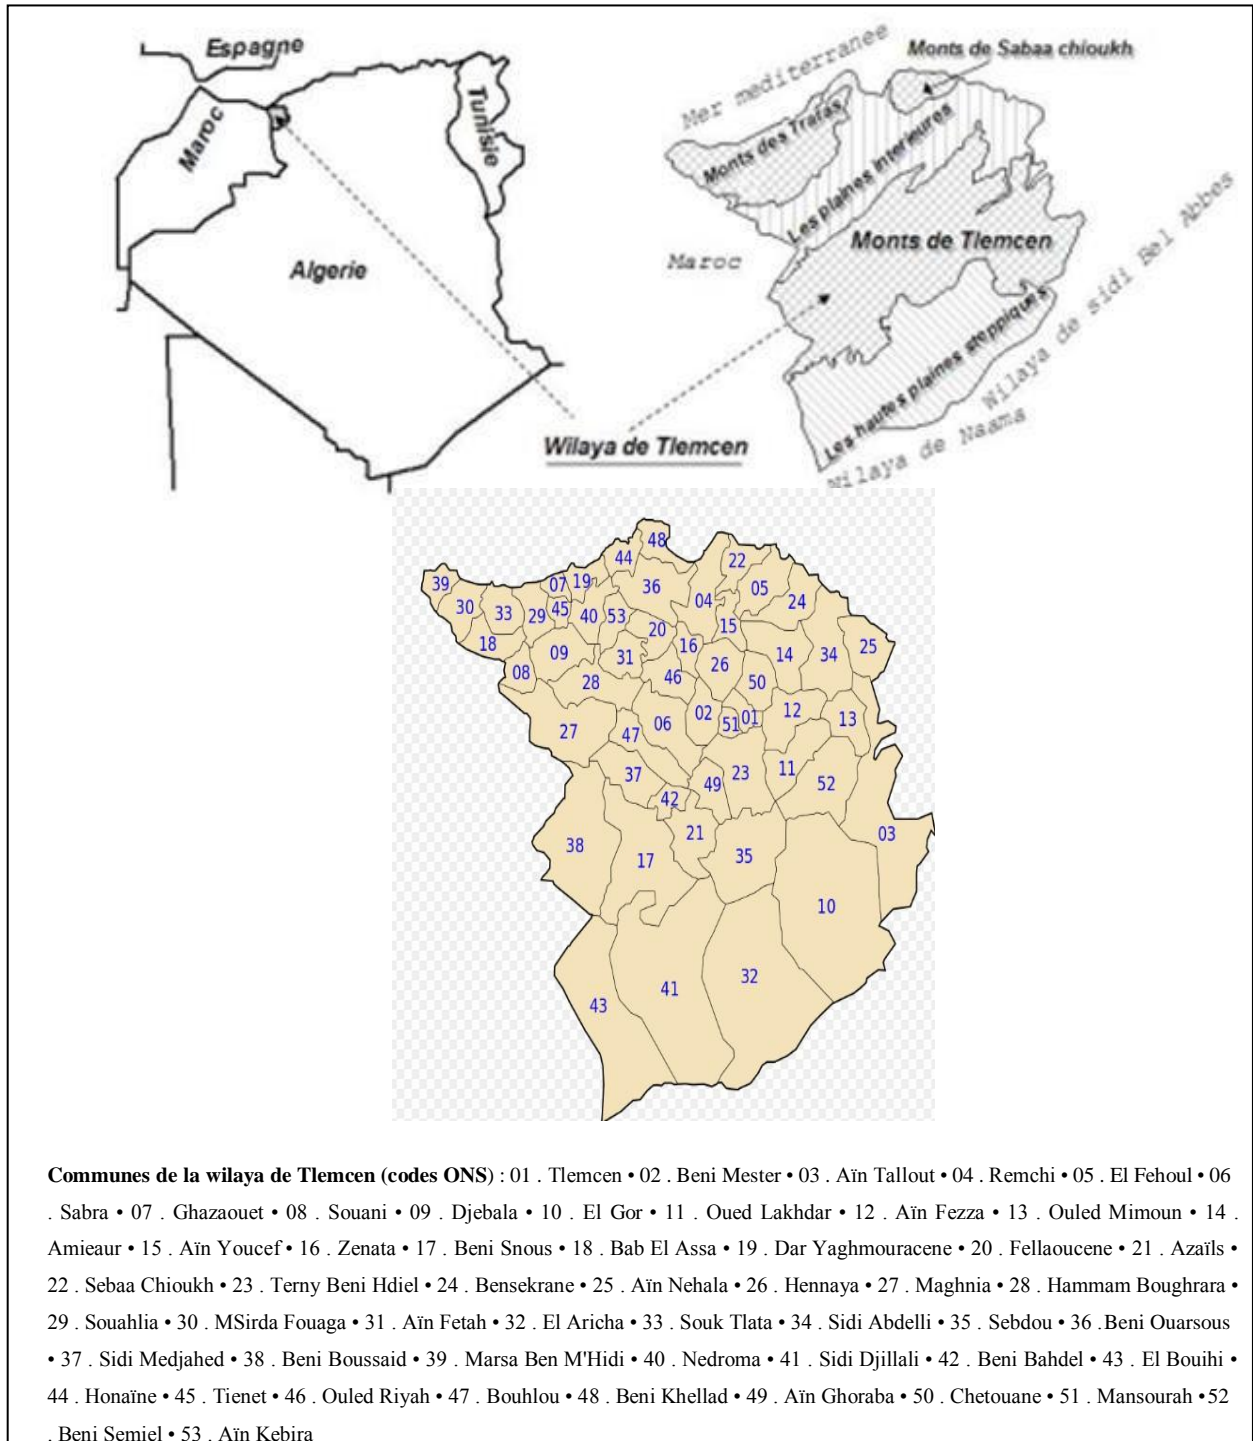 Espagne
Maroc
Tunisie
Algerie
Wilaya de Tlemcen
Mer mediterranee
Monts de Sabaa chioukh
Monts des Traras
Les plaines interieures
Monts de Tlemcen
Maroc
Les hautes plaines steppiques
Wilaya de sidi Bel Abbes
Wilaya de Naama
48
44
22
39
07
19
36
05
30
33
29
45
40
53
04
24
20
15
18
09
31
16
26
14
34
25
08
28
46
50
27
47
06
02
51
01
12
13
37
42
49
23
11
52
38
17
21
35
03
10
43
41
32
Communes de la wilaya de Tlemcen (codes ONS) : 01 . Tlemcen • 02 . Beni Mester • 03 . Aïn Tallout • 04 . Remchi • 05 . El Fehoul • 06
. Sabra • 07 . Ghazaouet • 08 . Souani • 09 . Djebala • 10 . El Gor • 11 . Oued Lakhdar • 12 . Aïn Fezza • 13 . Ouled Mimoun • 14 .
Amieaur • 15 . Aïn Youcef • 16 . Zenata • 17 . Beni Snous • 18 . Bab El Assa • 19 . Dar Yaghmouracene • 20 . Fellaoucene • 21 . Azaïls •
22 . Sebaa Chioukh • 23 . Terny Beni Hdiel • 24 . Bensekrane • 25 . Aïn Nehala • 26 . Hennaya • 27 . Maghnia • 28 . Hammam Boughrara •
29 . Souahlia • 30 . MSirda Fouaga • 31 . Aïn Fetah • 32 . El Aricha • 33 . Souk Tlata • 34 . Sidi Abdelli • 35 . Sebdou • 36 .Beni Ouarsous
• 37 . Sidi Medjahed • 38 . Beni Boussaid • 39 . Marsa Ben M'Hidi • 40 . Nedroma • 41 . Sidi Djillali • 42 . Beni Bahdel • 43 . El Bouihi •
44 . Honaïne • 45 . Tienet • 46 . Ouled Riyah • 47 . Bouhlou • 48 . Beni Khellad • 49 . Aïn Ghoraba • 50 . Chetouane • 51 . Mansourah •52
. Beni Semiel • 53 . Aïn Kebira